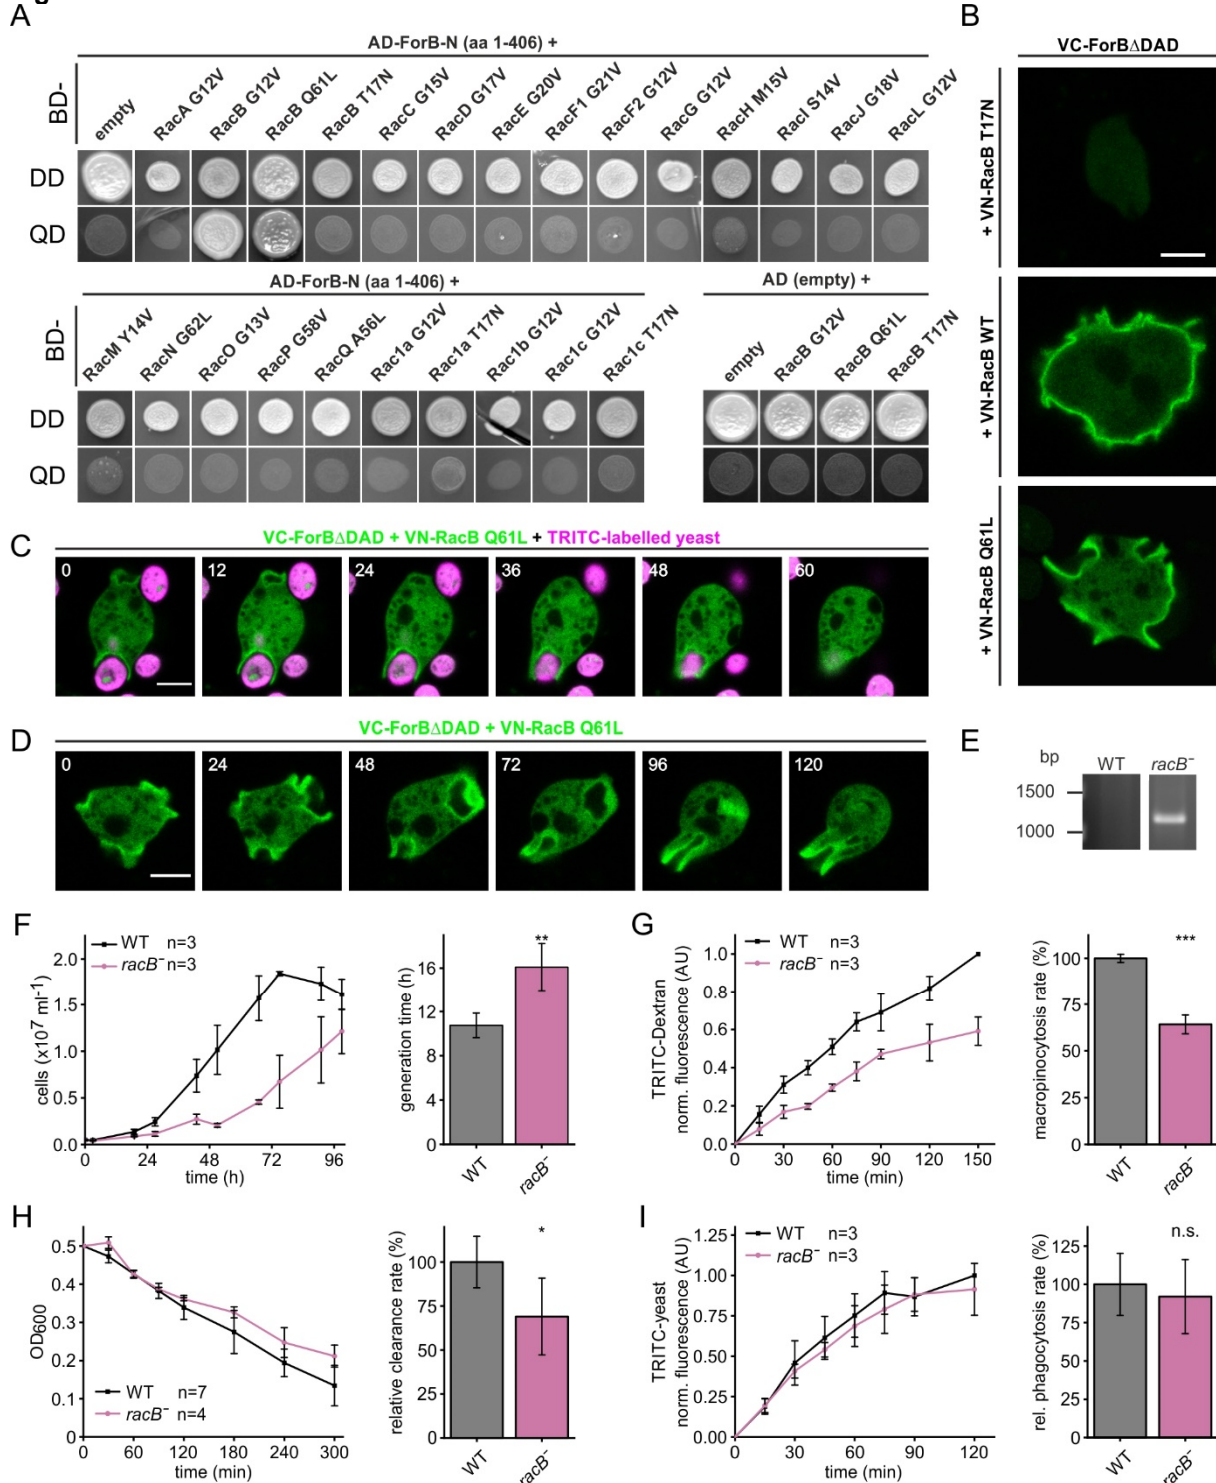 A
AD-ForB-N (aa 1-406) +
BD-
empty
RacA G12V
RacB G12V
RacB Q61L
RacB T17N
RacC G15V
RacD G17V
RacE G20V
RacF1 G21V
RacF2 G12V
RacG G12V
RacH M15V
RacI S14V
RacJ G18V
RacL G12V
DD
QD
AD-ForB-N (aa 1-406) +
BD-
RacM Y14V
RacN G62L
RacO G13V
RacP G58V
RacQ A56L
Rac1a G12V
Rac1a T17N
Rac1b G12V
Rac1c G12V
Rac1c T17N
AD (empty) +
empty
RacB G12V
RacB Q61L
RacB T17N
DD
QD
B
VC-ForBΔDAD
+ VN-RacB T17N
+ VN-RacB WT
+ VN-RacB Q61L
C
VC-ForBΔDAD + VN-RacB Q61L + TRITC-labelled yeast
0 12 24 36 48 60
D
VC-ForBΔDAD + VN-RacB Q61L
0 24 48 72 96 120
E
bp WT racB⁻
1500
1000
F
WT n=3
racB⁻ n=3
cells (x10⁷ ml⁻¹)
2.0
1.5
1.0
0.5
0.0
0 24 48 72 96
time (h)
**
generation time (h)
16
12
8
4
0
WT racB⁻
G
WT n=3
racB⁻ n=3
TRITC-Dextran
norm. fluorescence (AU)
1.0
0.8
0.6
0.4
0.2
0.0
0 30 60 90 120 150
time (min)
***
macropinocytosis rate (%)
100
75
50
25
0
WT racB⁻
H
OD600
0.5
0.4
0.3
0.2
0.1
0
WT n=7
racB⁻ n=4
0 60 120 180 240 300
time (min)
*
relative clearance rate (%)
100
75
50
25
0
WT racB⁻
I
WT n=3
racB⁻ n=3
TRITC-yeast
norm. fluorescence (AU)
1.25
1.00
0.75
0.50
0.25
0.00
0 30 60 90 120
time (min)
n.s.
rel. phagocytosis rate (%)
125
100
75
50
25
0
WT racB⁻